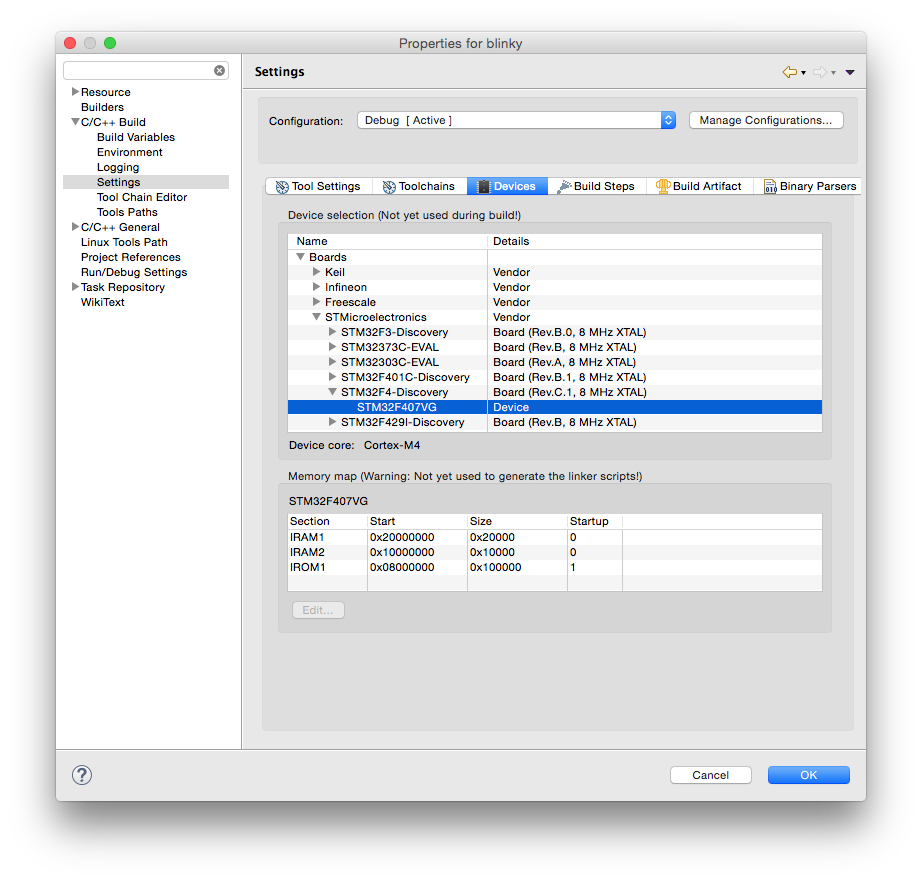 Properties for blinky
Resource
Builders
C/C++ Build
Build Variables
Environment
Logging
Settings
Tool Chain Editor
Tools Paths
C/C++ General
Linux Tools Path
Project References
Run/Debug Settings
Task Repository
WikiText
Settings
Configuration: Debug [ Active ] Manage Configurations...
Tool Settings Toolchains Devices Build Steps Build Artifact Binary Parsers
Device selection (Not yet used during build!)
Name Details
Boards
Keil Vendor
Infineon Vendor
Freescale Vendor
STMicroelectronics Vendor
STM32F3-Discovery Board (Rev.B.0, 8 MHz XTAL)
STM32373C-EVAL Board (Rev.B, 8 MHz XTAL)
STM32303C-EVAL Board (Rev.A, 8 MHz XTAL)
STM32F401C-Discovery Board (Rev.B.1, 8 MHz XTAL)
STM32F4-Discovery Board (Rev.C.1, 8 MHz XTAL)
STM32F407VG Device
STM32F429I-Discovery Board (Rev.B, 8 MHz XTAL)
Device core: Cortex-M4
Memory map (Warning: Not yet used to generate the linker scripts!)
STM32F407VG
Section Start Size Startup
IRAM1 0x20000000 0x20000 0
IRAM2 0x10000000 0x10000 0
IROM1 0x08000000 0x100000 1
Edit...
? Cancel OK